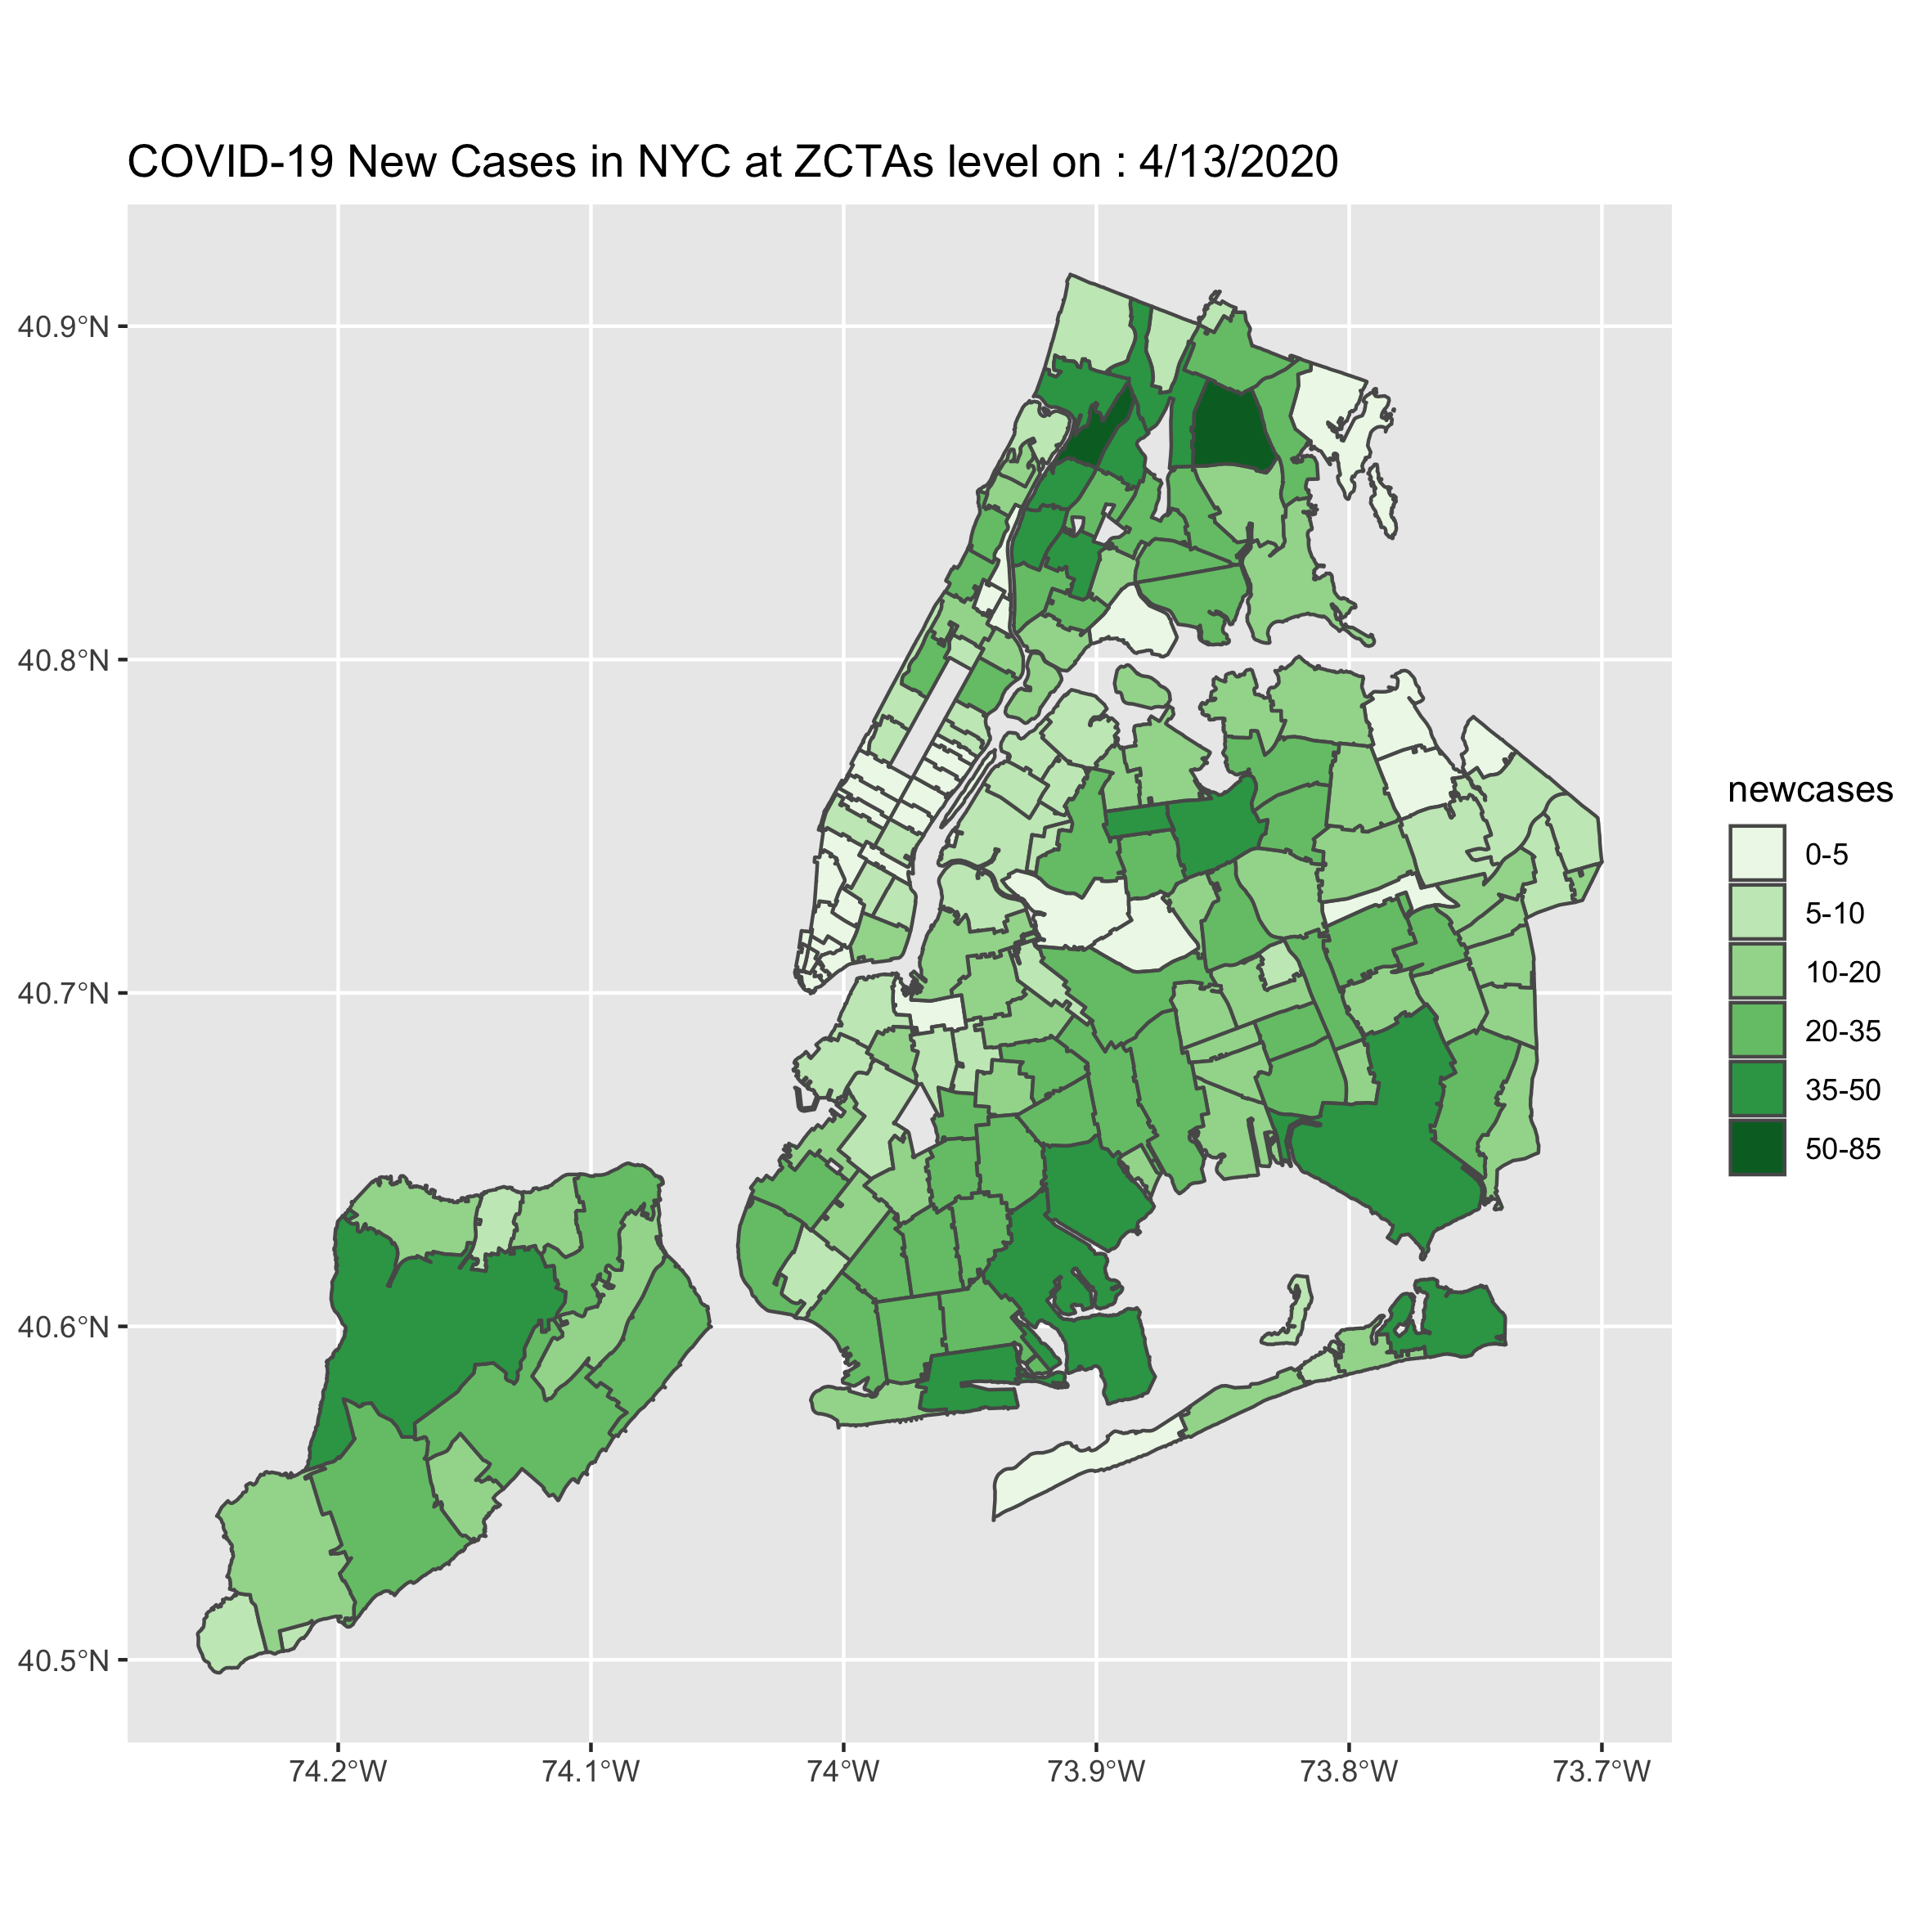 COVID-19 New Cases in NYC at ZCTAs level on : 4/13/2020
40.9°N
40.8°N
40.7°N
40.6°N
40.5°N
74.2°W
74.1°W
74°W
73.9°W
73.8°W
73.7°W
newcases
0-5
5-10
10-20
20-35
35-50
50-85